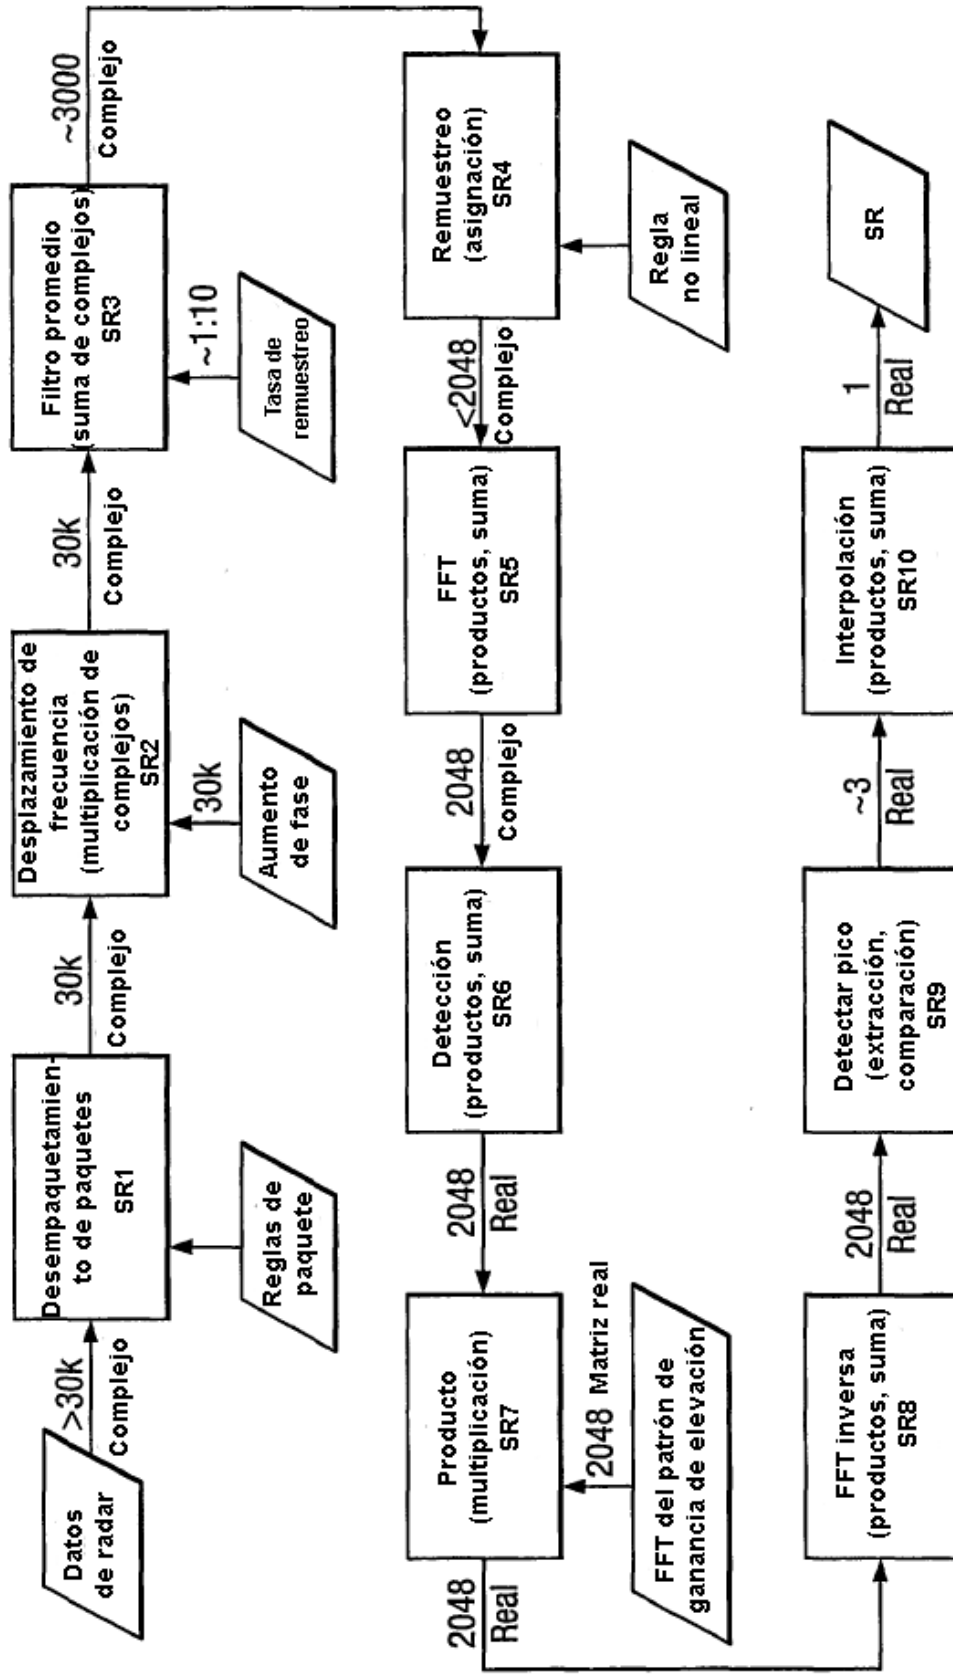 Datos
de radar
>30k
Complejo
Desempaquetamien-
to de paquetes
SR1
Reglas de
paquete
30k
Complejo
Desplazamiento de
frecuencia
(multiplicación de
complejos)
SR2
30k
Aumento
de fase
30k
Complejo
Filtro promedio
(suma de complejos)
SR3
~1:10
Tasa de
remuestreo
~3000
Complejo
Remuestreo
(asignación)
SR4
Regla
no lineal
<2048
Complejo
FFT
(productos, suma)
SR5
2048
Complejo
Detección
(productos, suma)
SR6
2048
Real
Producto
(multiplicación)
SR7
2048 Matriz real
FFT del patrón de
ganancia de elevación
2048
Real
FFT inversa
(productos, suma)
SR8
2048
Real
Detectar pico
(extracción,
comparación)
SR9
~3
Real
Interpolación
(productos, suma)
SR10
1
Real
SR